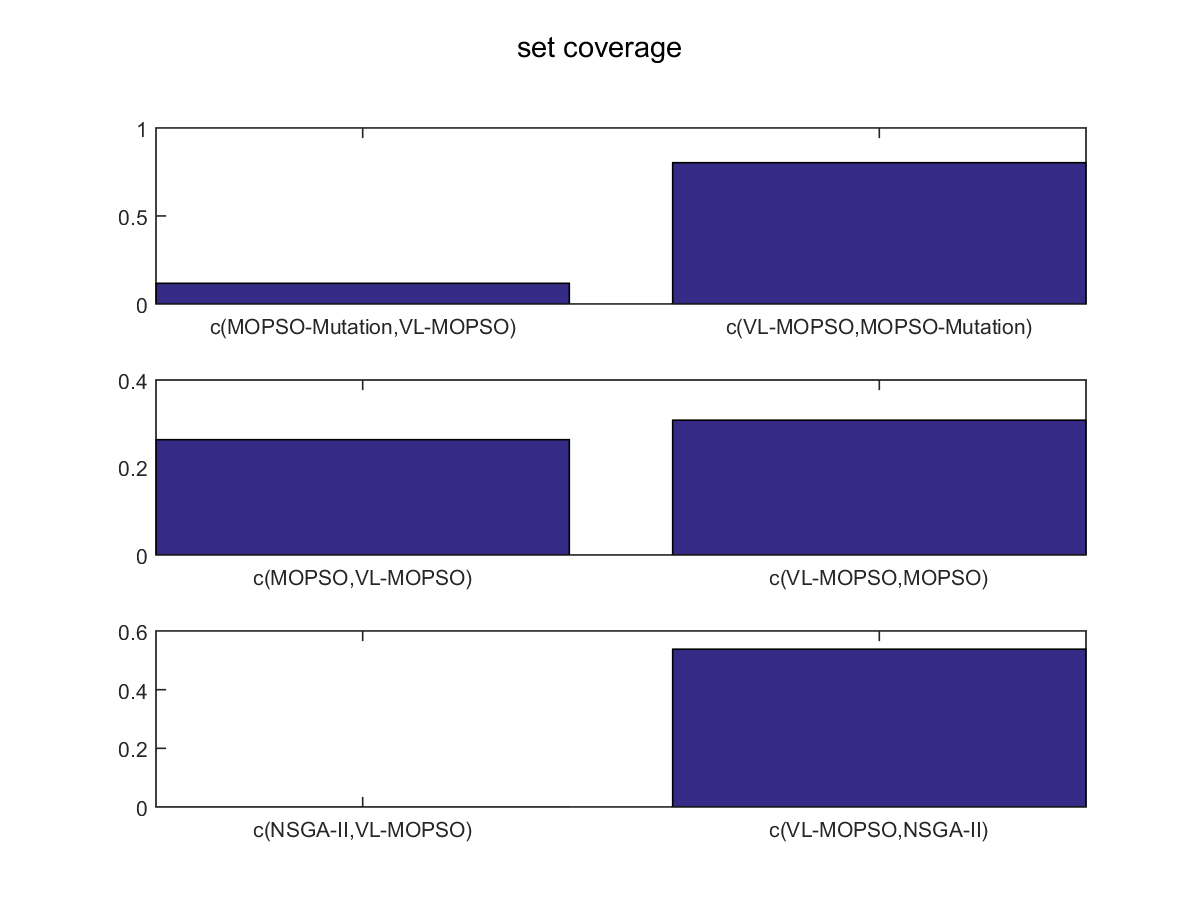 set coverage
1
0.5
0
c(MOPSO-Mutation,VL-MOPSO) c(VL-MOPSO,MOPSO-Mutation)
0.4
0.2
0
c(MOPSO,VL-MOPSO) c(VL-MOPSO,MOPSO)
0.6
0.4
0.2
0
c(NSGA-II,VL-MOPSO) c(VL-MOPSO,NSGA-II)